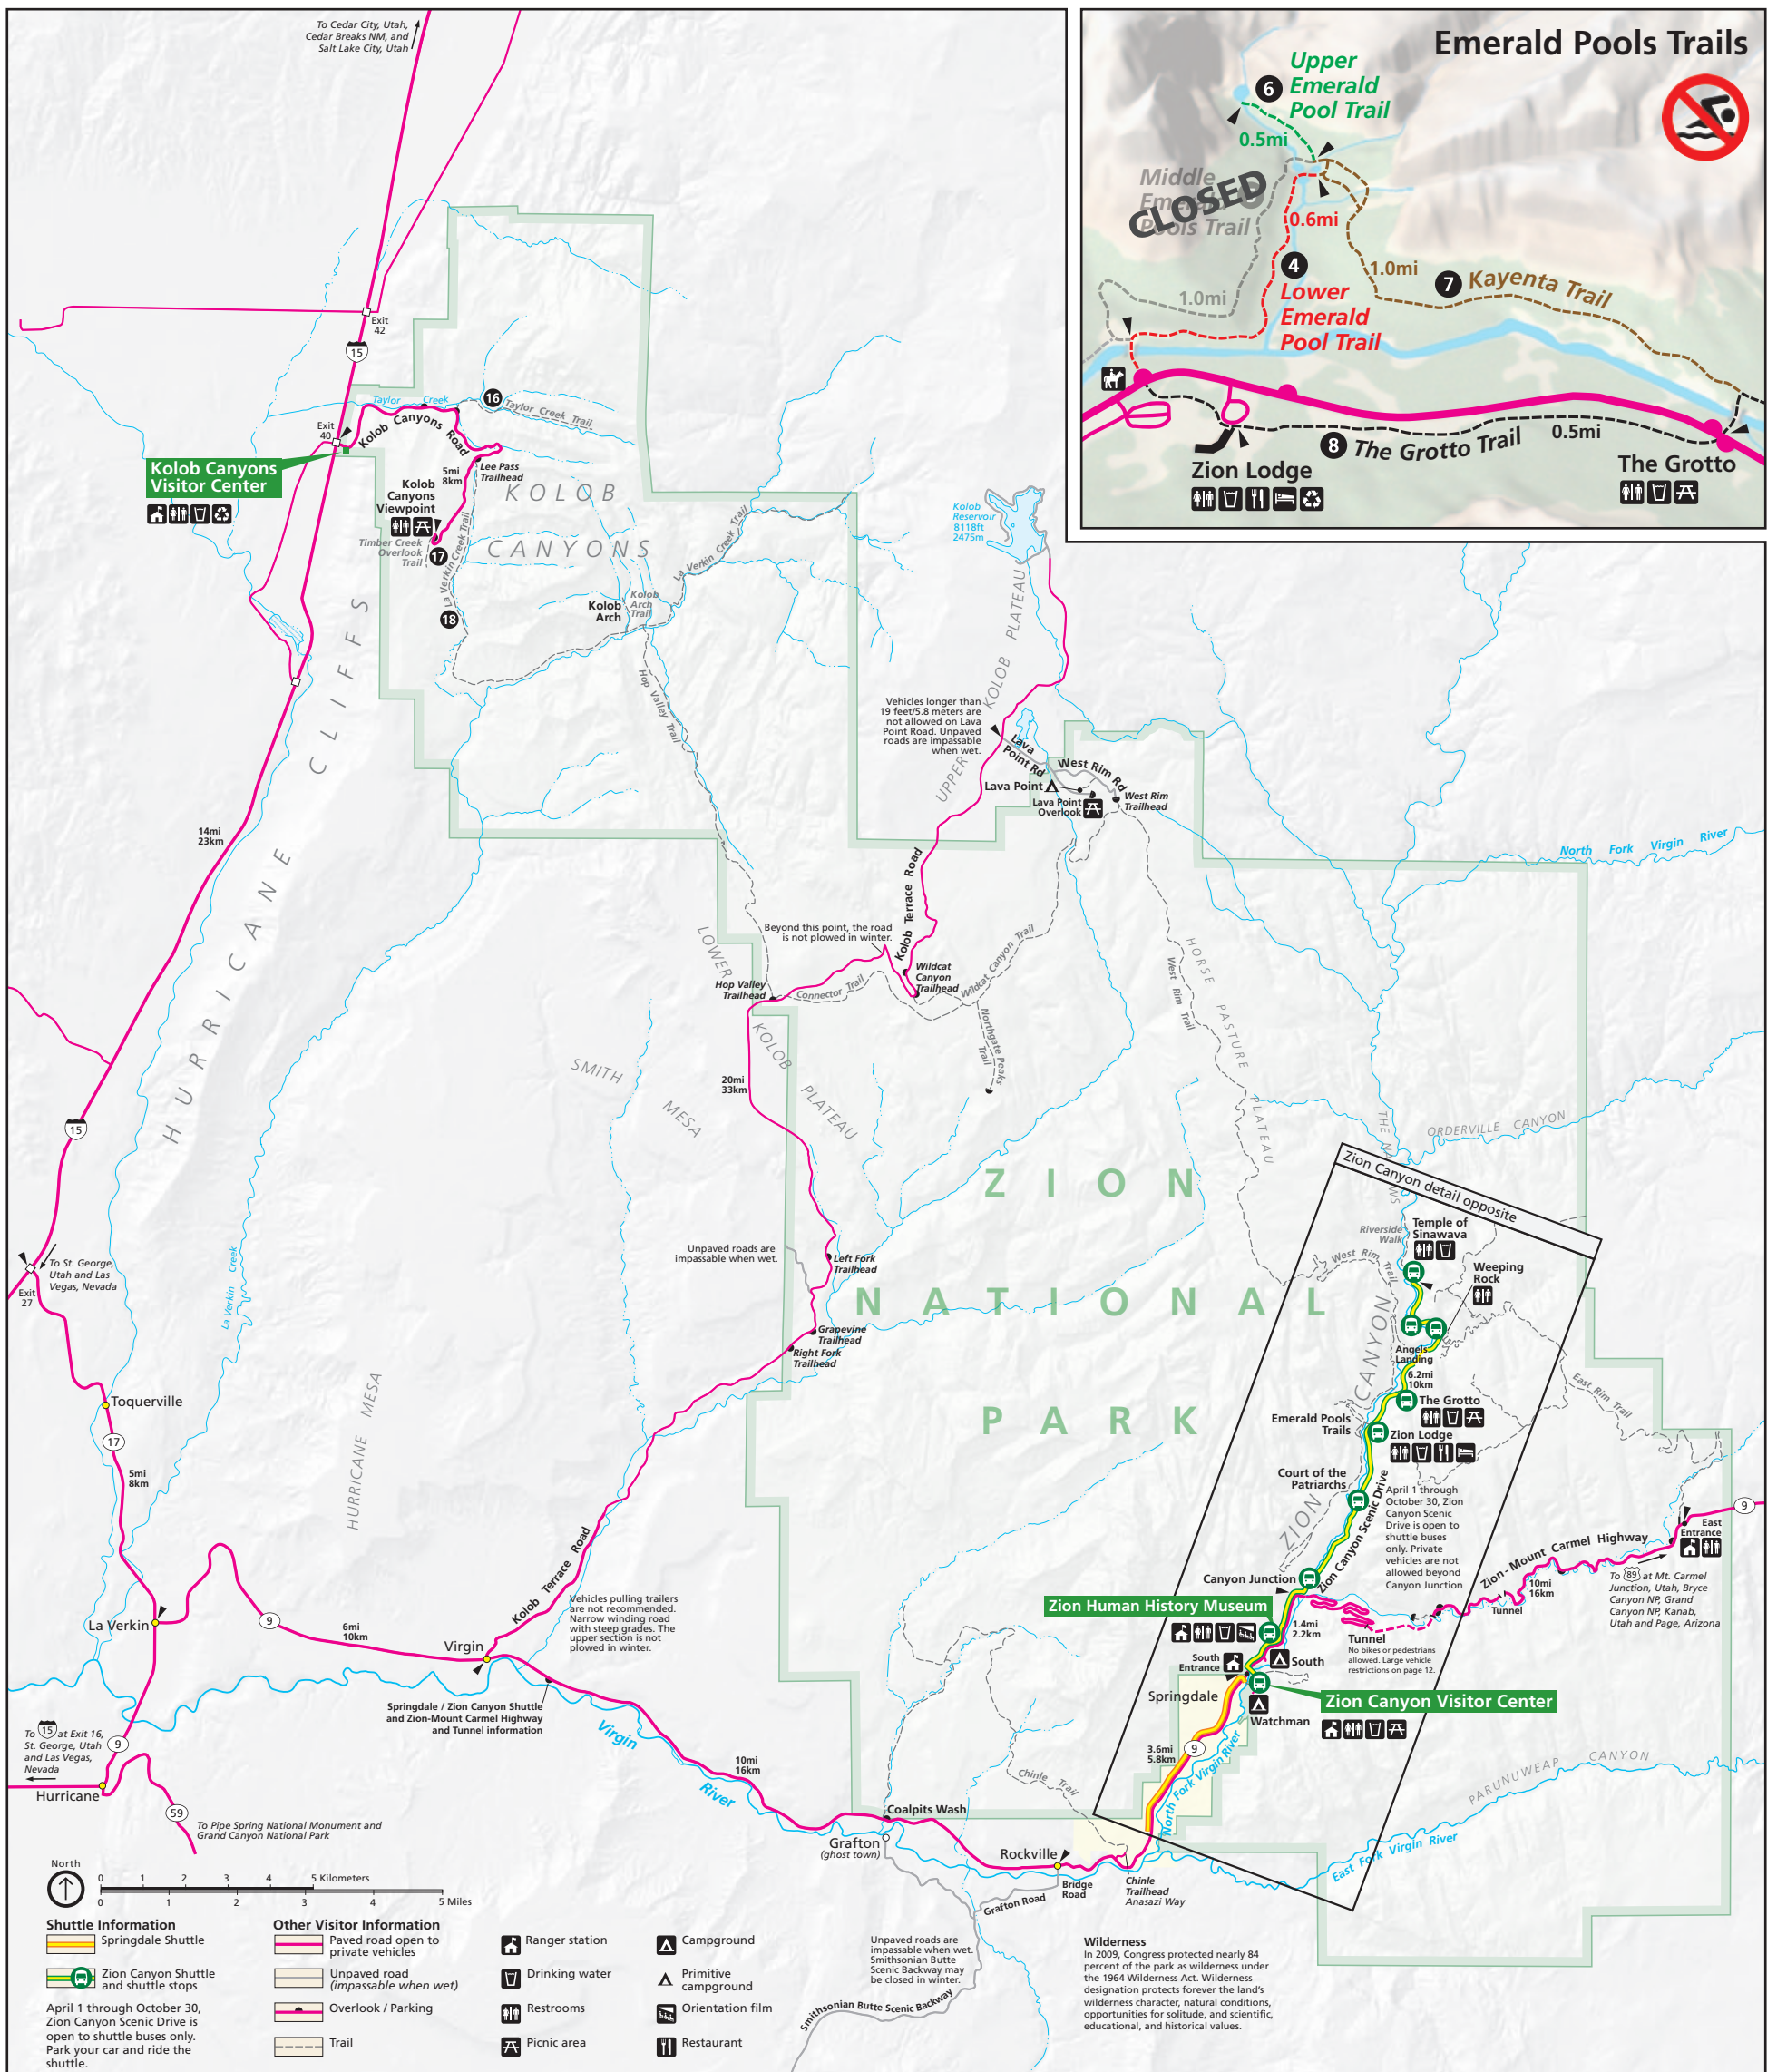 To Cedar City, Utah,
Cedar Breaks NM, and
Salt Lake City, Utah
Emerald Pools Trails
6
Upper
Emerald
Pool Trail
0.5mi
Middle
Emerald
Pools Trail
CLOSED
0.6mi
4
Lower
Emerald
Pool Trail
1.0mi
1.0mi
7
Kayenta Trail
8
The Grotto Trail
0.5mi
Zion Lodge
The Grotto
Exit
42
15
Exit
40
Taylor Creek
16
Taylor Creek Trail
Kolob Canyons Road
Kolob Canyons
Visitor Center
5mi
8km
Lee Pass
Trailhead
Kolob
Canyons
Viewpoint
KOLOB
CANYONS
Timber Creek
Overlook
Trail
17
La Verkin Creek Trail
18
La Verkin Creek Trail
Kolob
Arch
Kolob
Arch
Trail
Hop Valley Trail
Kolob
Reservoir
8118ft
2475m
UPPER KOLOB PLATEAU
Vehicles longer than
19 feet/5.8 meters are
not allowed on Lava
Point Road. Unpaved
roads are impassable
when wet.
Lava
Point Rd
West Rim Rd
Lava Point
Lava Point
Overlook
West Rim
Trailhead
North Fork Virgin River
HURRICANE CLIFFS
14mi
23km
Kolob Terrace Road
Beyond this point, the road
is not plowed in winter.
LOWER
KOLOB
PLATEAU
Hop Valley
Trailhead
Connector Trail
Wildcat
Canyon
Trailhead
Wildcat Canyon Trail
Northgate Peaks
Trail
West Rim Trail
HORSE PASTURE
PLATEAU
SMITH
MESA
20mi
33km
15
ORDERVILLE CANYON
Zion Canyon detail opposite
ZION
NATIONAL
PARK
Riverside
Walk
Temple of
Sinawava
West Rim Trail
Weeping
Rock
Unpaved roads are
impassable when wet.
Left Fork
Trailhead
Grapevine
Trailhead
Right Fork
Trailhead
To St. George,
Utah and Las
Vegas, Nevada
Exit
27
La Verkin Creek
Angels
Landing
6.2mi
10km
The Grotto
East Rim Trail
Emerald Pools
Trails
Zion Lodge
Toquerville
17
5mi
8km
HURRICANE MESA
Court of the
Patriarchs
ZION CANYON
Zion Canyon Scenic Drive
April 1 through
October 30, Zion
Canyon Scenic
Drive is open to
shuttle buses
only. Private
vehicles are not
allowed beyond
Canyon Junction
9
East
Entrance
Zion-Mount Carmel Highway
10mi
16km
Tunnel
To 89 at Mt. Carmel
Junction, Utah, Bryce
Canyon NP, Grand
Canyon NP, Kanab,
Utah and Page, Arizona
Canyon Junction
Zion Human History Museum
1.4mi
2.2km
Tunnel
No bikes or pedestrians
allowed. Large vehicle
restrictions on page 12.
South
Entrance
South
Springdale
Zion Canyon Visitor Center
Watchman
La Verkin
9
6mi
10km
Virgin
Kolob Terrace Road
Vehicles pulling trailers
are not recommended.
Narrow winding road
with steep grades. The
upper section is not
plowed in winter.
Springdale / Zion Canyon Shuttle
and Zion-Mount Carmel Highway
and Tunnel information
Virgin
River
10mi
16km
3.6mi
5.8km
9
North Fork Virgin River
PARUNUWEAP CANYON
East Fork Virgin River
Chinle Trail
To 15 at Exit 16,
St. George, Utah
and Las Vegas,
Nevada
9
Hurricane
59
To Pipe Spring National Monument and
Grand Canyon National Park
Coalpits Wash
Grafton
(ghost town)
Rockville
Bridge
Road
Chinle
Trailhead
Anasazi Way
Grafton Road
Smithsonian Butte Scenic Backway
Unpaved roads are
impassable when wet.
Smithsonian Butte
Scenic Backway may
be closed in winter.
Wilderness
In 2009, Congress protected nearly 84
percent of the park as wilderness under
the 1964 Wilderness Act. Wilderness
designation protects forever the land's
wilderness character, natural conditions,
opportunities for solitude, and scientific,
educational, and historical values.
North
0 1 2 3 4 5 Kilometers
0 1 2 3 4 5 Miles
Shuttle Information
Springdale Shuttle
Zion Canyon Shuttle
and shuttle stops
April 1 through October 30,
Zion Canyon Scenic Drive is
open to shuttle buses only.
Park your car and ride the
shuttle.
Other Visitor Information
Paved road open to
private vehicles
Unpaved road
(impassable when wet)
Overlook / Parking
Trail
Ranger station
Drinking water
Restrooms
Picnic area
Campground
Primitive
campground
Orientation film
Restaurant